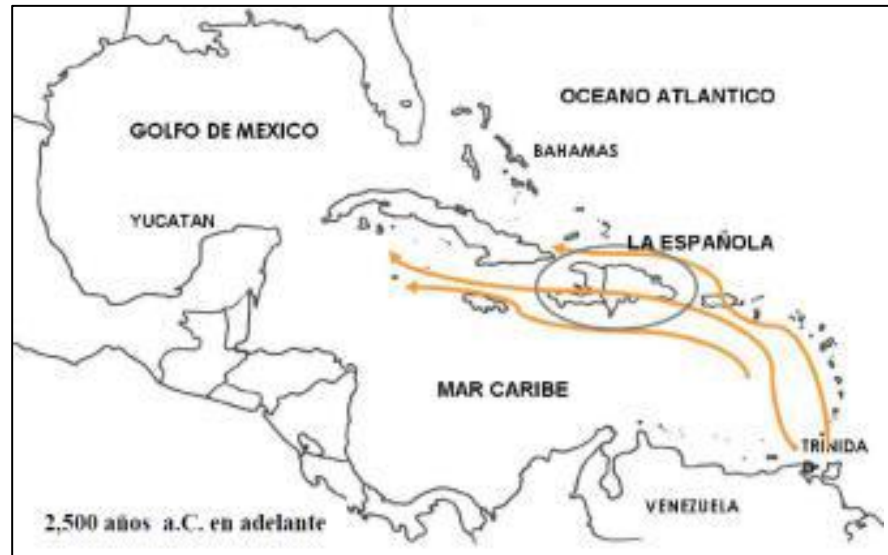 OCEANO ATLANTICO
GOLFO DE MEXICO
BAHAMAS
YUCATAN
LA ESPAÑOLA
MAR CARIBE
TRINIDA
VENEZUELA
2,500 años a.C. en adelante